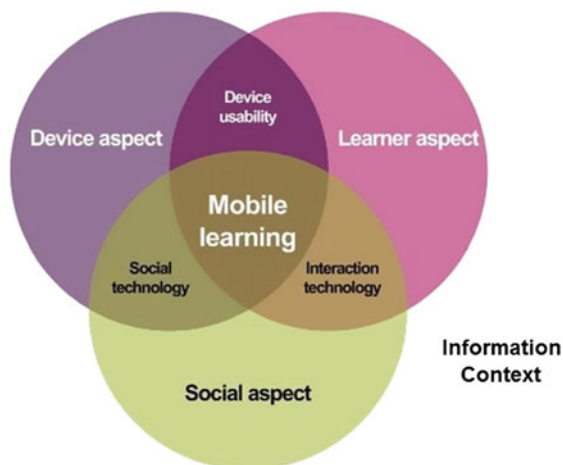 Device
usability
Device aspect
Learner aspect
Mobile
learning
Social
technology
Interaction
technology
Information
Context
Social aspect